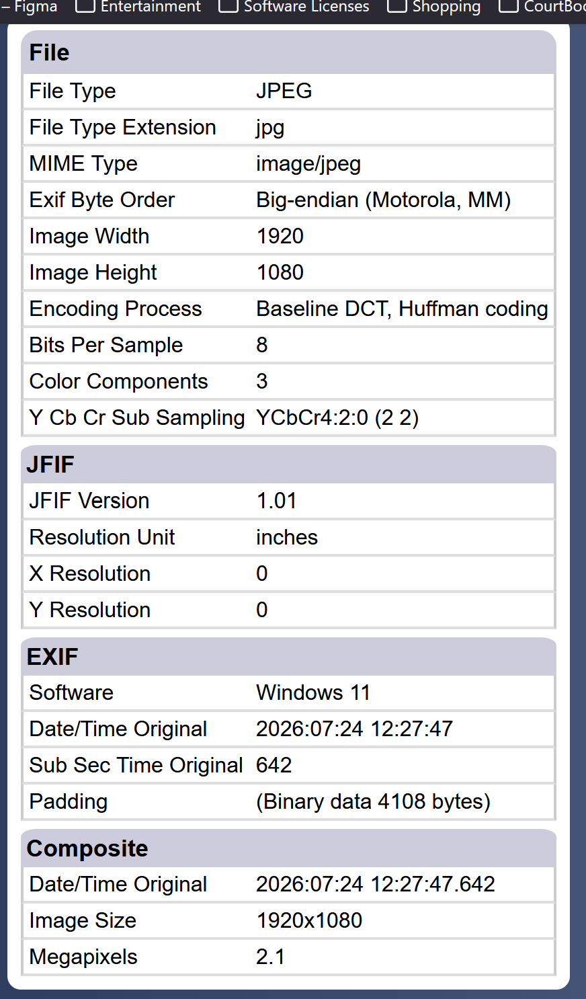 – Figma Entertainment Software Licenses Shopping
File
File Type JPEG
File Type Extension jpg
MIME Type image/jpeg
Exif Byte Order Big-endian (Motorola, MM)
Image Width 1920
Image Height 1080
Encoding Process Baseline DCT, Huffman coding
Bits Per Sample 8
Color Components 3
Y Cb Cr Sub Sampling YCbCr4:2:0 (2 2)
JFIF
JFIF Version 1.01
Resolution Unit inches
X Resolution 0
Y Resolution 0
EXIF
Software Windows 11
Date/Time Original 2026:07:24 12:27:47
Sub Sec Time Original 642
Padding (Binary data 4108 bytes)
Composite
Date/Time Original 2026:07:24 12:27:47.642
Image Size 1920x1080
Megapixels 2.1